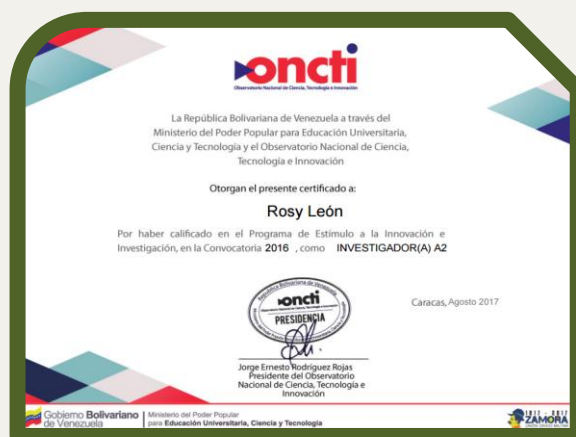 oncti
Observatorio Nacional de Ciencia, Tecnología e Innovación
La República Bolivariana de Venezuela a través del
Ministerio del Poder Popular para Educación Universitaria,
Ciencia y Tecnología y el Observatorio Nacional de Ciencia,
Tecnología e Innovación
Otorgan el presente certificado a:
Rosy León
Por haber calificado en el Programa de Estímulo a la Innovación e
Investigación, en la Convocatoria 2016 , como INVESTIGADOR(A) A2
República Bolivariana de Venezuela
oncti
PRESIDENCIA
Caracas, Agosto 2017
Jorge Ernesto Rodriguez Rojas
Presidente del Observatorio
Nacional de Ciencia, Tecnología e
Innovación
Gobierno Bolivariano
de Venezuela
Ministerio del Poder Popular
para Educación Universitaria, Ciencia y Tecnología
ZAMORA